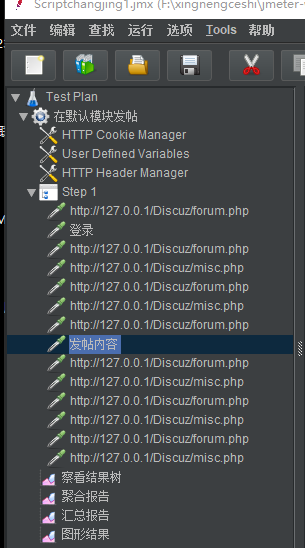 Scriptchangjing1.jmx (F:\xingnengceshi\jmeter-
文件 编辑 查找 运行 选项 Tools 帮助
Test Plan
在默认模块发帖
HTTP Cookie Manager
User Defined Variables
HTTP Header Manager
Step 1
http://127.0.0.1/Discuz/forum.php
登录
http://127.0.0.1/Discuz/forum.php
http://127.0.0.1/Discuz/misc.php
http://127.0.0.1/Discuz/forum.php
http://127.0.0.1/Discuz/misc.php
http://127.0.0.1/Discuz/forum.php
发帖内容
http://127.0.0.1/Discuz/forum.php
http://127.0.0.1/Discuz/misc.php
http://127.0.0.1/Discuz/forum.php
http://127.0.0.1/Discuz/misc.php
http://127.0.0.1/Discuz/forum.php
http://127.0.0.1/Discuz/misc.php
察看结果树
聚合报告
汇总报告
图形结果